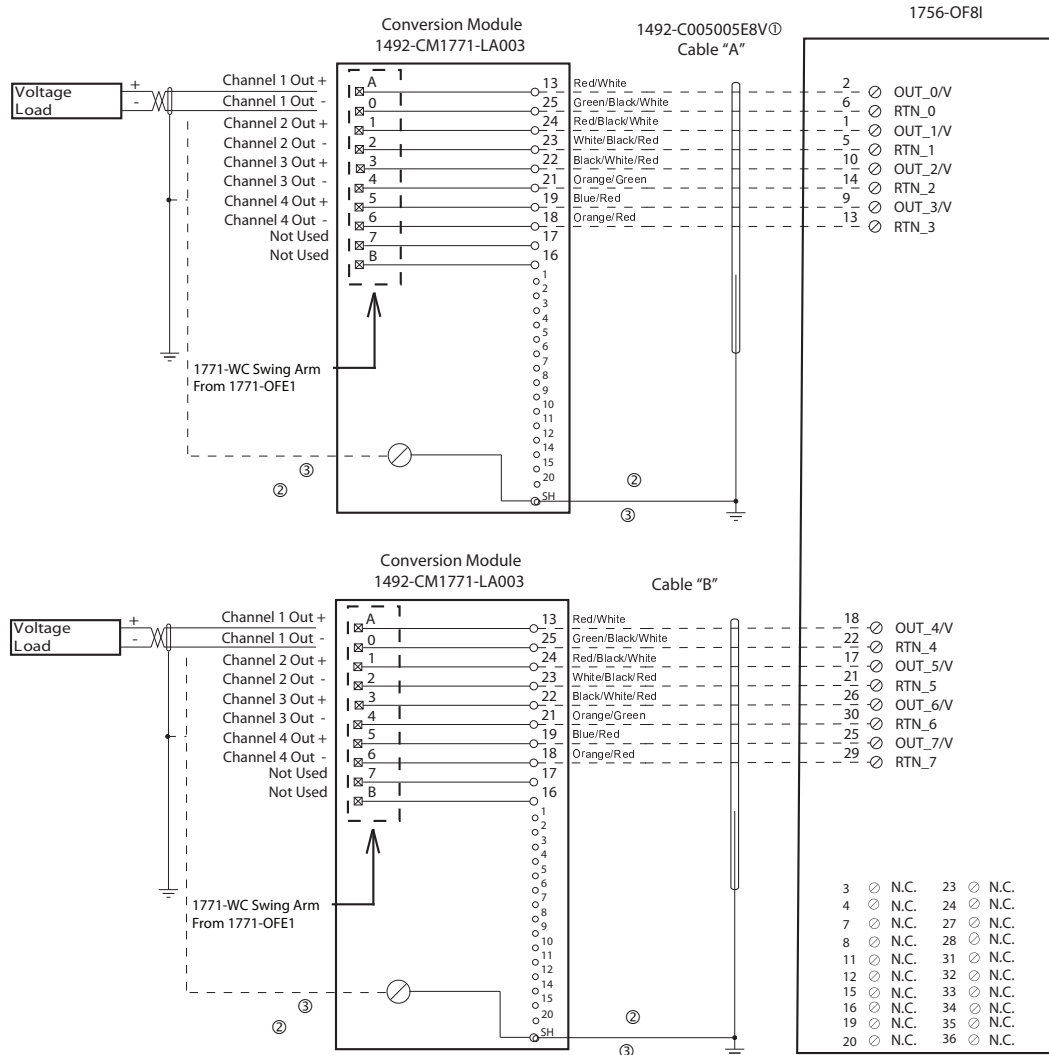 1756-OF8I
Conversion Module
1492-CM1771-LA003
1492-C005005E8V①
Cable "A"
Voltage
Load
+
-
Channel 1 Out +
Channel 1 Out -
Channel 2 Out +
Channel 2 Out -
Channel 3 Out +
Channel 3 Out -
Channel 4 Out +
Channel 4 Out -
Not Used
Not Used
A
0
1
2
3
4
5
6
7
B
13 Red/White 2 OUT_0/V
25 Green/Black/White 6 RTN_0
24 Red/Black/White 1 OUT_1/V
23 White/Black/Red 5 RTN_1
22 Black/White/Red 10 OUT_2/V
21 Orange/Green 14 RTN_2
19 Blue/Red 9 OUT_3/V
18 Orange/Red 13 RTN_3
17
16
1
2
3
4
5
6
7
8
9
10
11
12
14
15
20
SH
1771-WC Swing Arm
From 1771-OFE1
③
②
②
③
Conversion Module
1492-CM1771-LA003
Cable "B"
Voltage
Load
+
-
Channel 1 Out +
Channel 1 Out -
Channel 2 Out +
Channel 2 Out -
Channel 3 Out +
Channel 3 Out -
Channel 4 Out +
Channel 4 Out -
Not Used
Not Used
A
0
1
2
3
4
5
6
7
B
13 Red/White 18 OUT_4/V
25 Green/Black/White 22 RTN_4
24 Red/Black/White 17 OUT_5/V
23 White/Black/Red 21 RTN_5
22 Black/White/Red 26 OUT_6/V
21 Orange/Green 30 RTN_6
19 Blue/Red 25 OUT_7/V
18 Orange/Red 29 RTN_7
17
16
1
2
3
4
5
6
7
8
9
10
11
12
14
15
20
SH
1771-WC Swing Arm
From 1771-OFE1
③
②
②
③
3 N.C. 23 N.C.
4 N.C. 24 N.C.
7 N.C. 27 N.C.
8 N.C. 28 N.C.
11 N.C. 31 N.C.
12 N.C. 32 N.C.
15 N.C. 33 N.C.
16 N.C. 34 N.C.
19 N.C. 35 N.C.
20 N.C. 36 N.C.